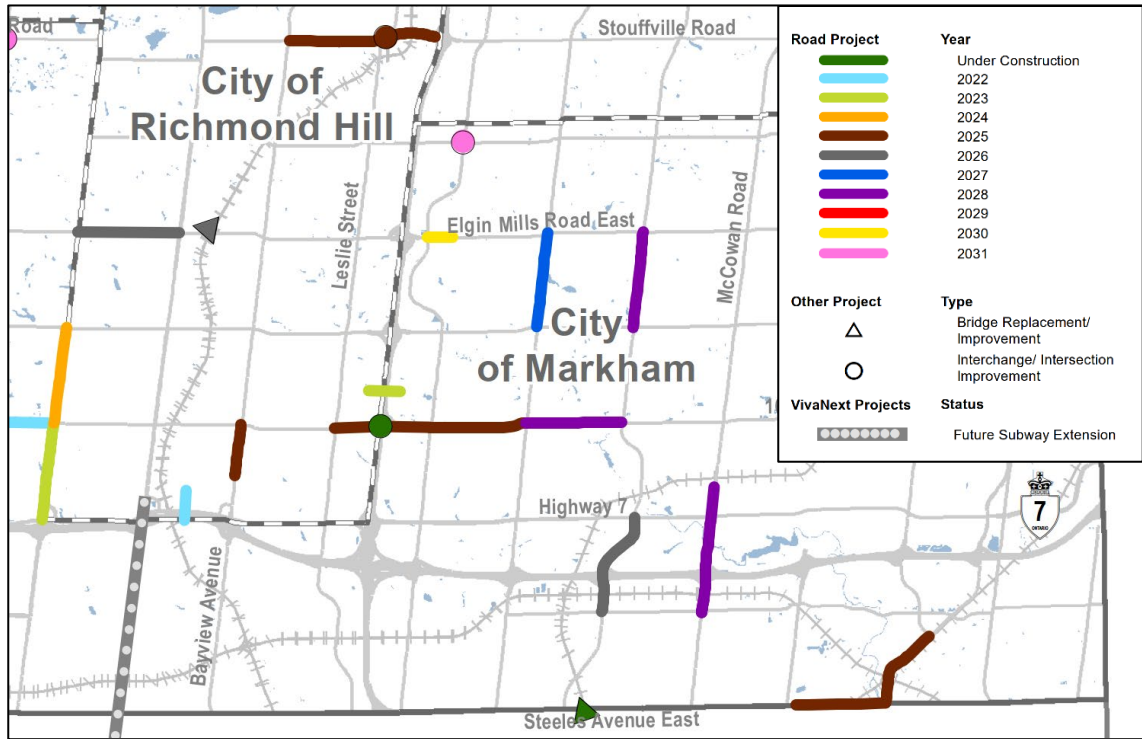 Road
Stouffville Road
City of
Richmond Hill
Leslie Street
Elgin Mills Road East
McCowan Road
City
of Markham
Highway 7
Bayview Avenue
Steeles Avenue East
7
ONTARIO
Road Project Year
Under Construction
2022
2023
2024
2025
2026
2027
2028
2029
2030
2031
Other Project Type
Bridge Replacement/
Improvement
Interchange/ Intersection
Improvement
VivaNext Projects Status
Future Subway Extension